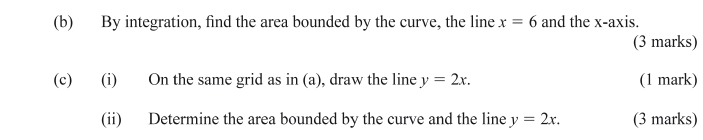 (b) By integration, find the area bounded by the curve, the line x = 6 and the x-axis.
(3 marks)
(c) (i) On the same grid as in (a), draw the line y = 2x. (1 mark)
(ii) Determine the area bounded by the curve and the line y = 2x. (3 marks)